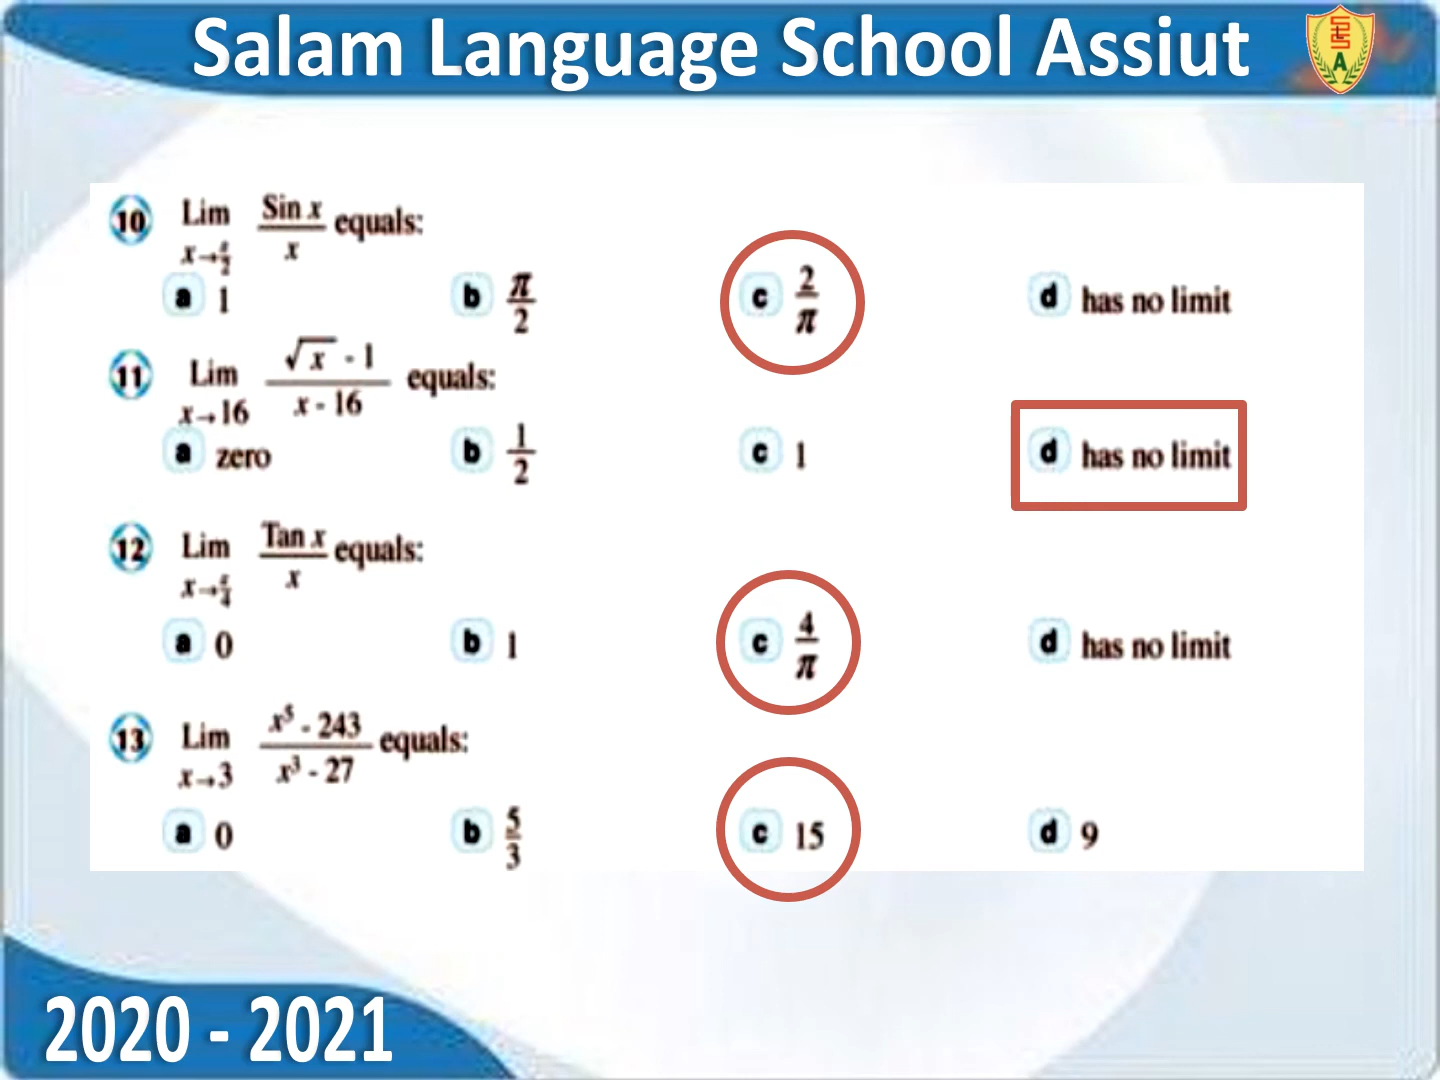 Salam Language School Assiut
10 Lim x→π/2 Sin x / x equals:
a 1 b π/2 c 2/π d has no limit
11 Lim x→16 √x - 1 / x - 16 equals:
a zero b 1/2 c 1 d has no limit
12 Lim x→π/4 Tan x / x equals:
a 0 b 1 c 4/π d has no limit
13 Lim x→3 x⁵ - 243 / x³ - 27 equals:
a 0 b 5/3 c 15 d 9
2020 - 2021